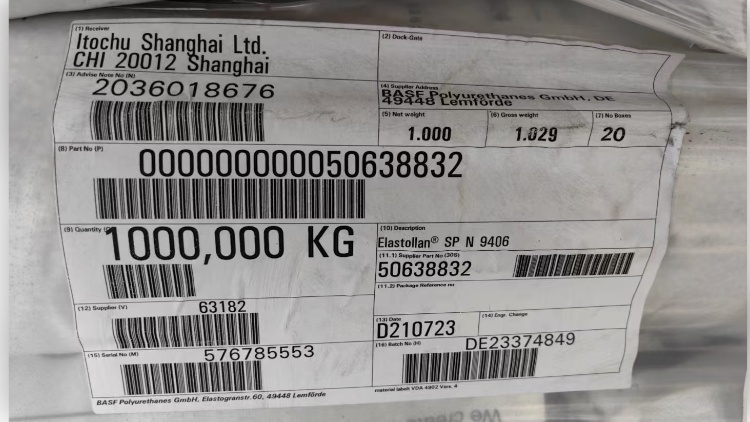 (1) Receiver
Itochu Shanghai Ltd.
CHI 20012 Shanghai
(2) Dock-Gate
(3) Advise Note No (N)
2036018676
(4) Supplier Address
BASF Polyurethanes GmbH, DE
49448 Lemförde
(5) Net weight
1.000
(6) Gross weight
1.029
(7) No Boxes
20
(8) Part No (P)
000000000050638832
(9) Quantity
1000,000 KG
(10) Description
Elastollan® SP N 9406
(11.1) Supplier Part No (30S)
50638832
(11.2) Package Reference no
(12) Supplier (V)
63182
(13) Date
D210723
(14) Engr. Change
(15) Serial No (M)
576785553
(16) Batch No (H)
DE23374849
BASF Polyurethanes GmbH, Elastogranstr. 60, 49448 Lemförde
material label: VDA 4902 Vers. 4
We create